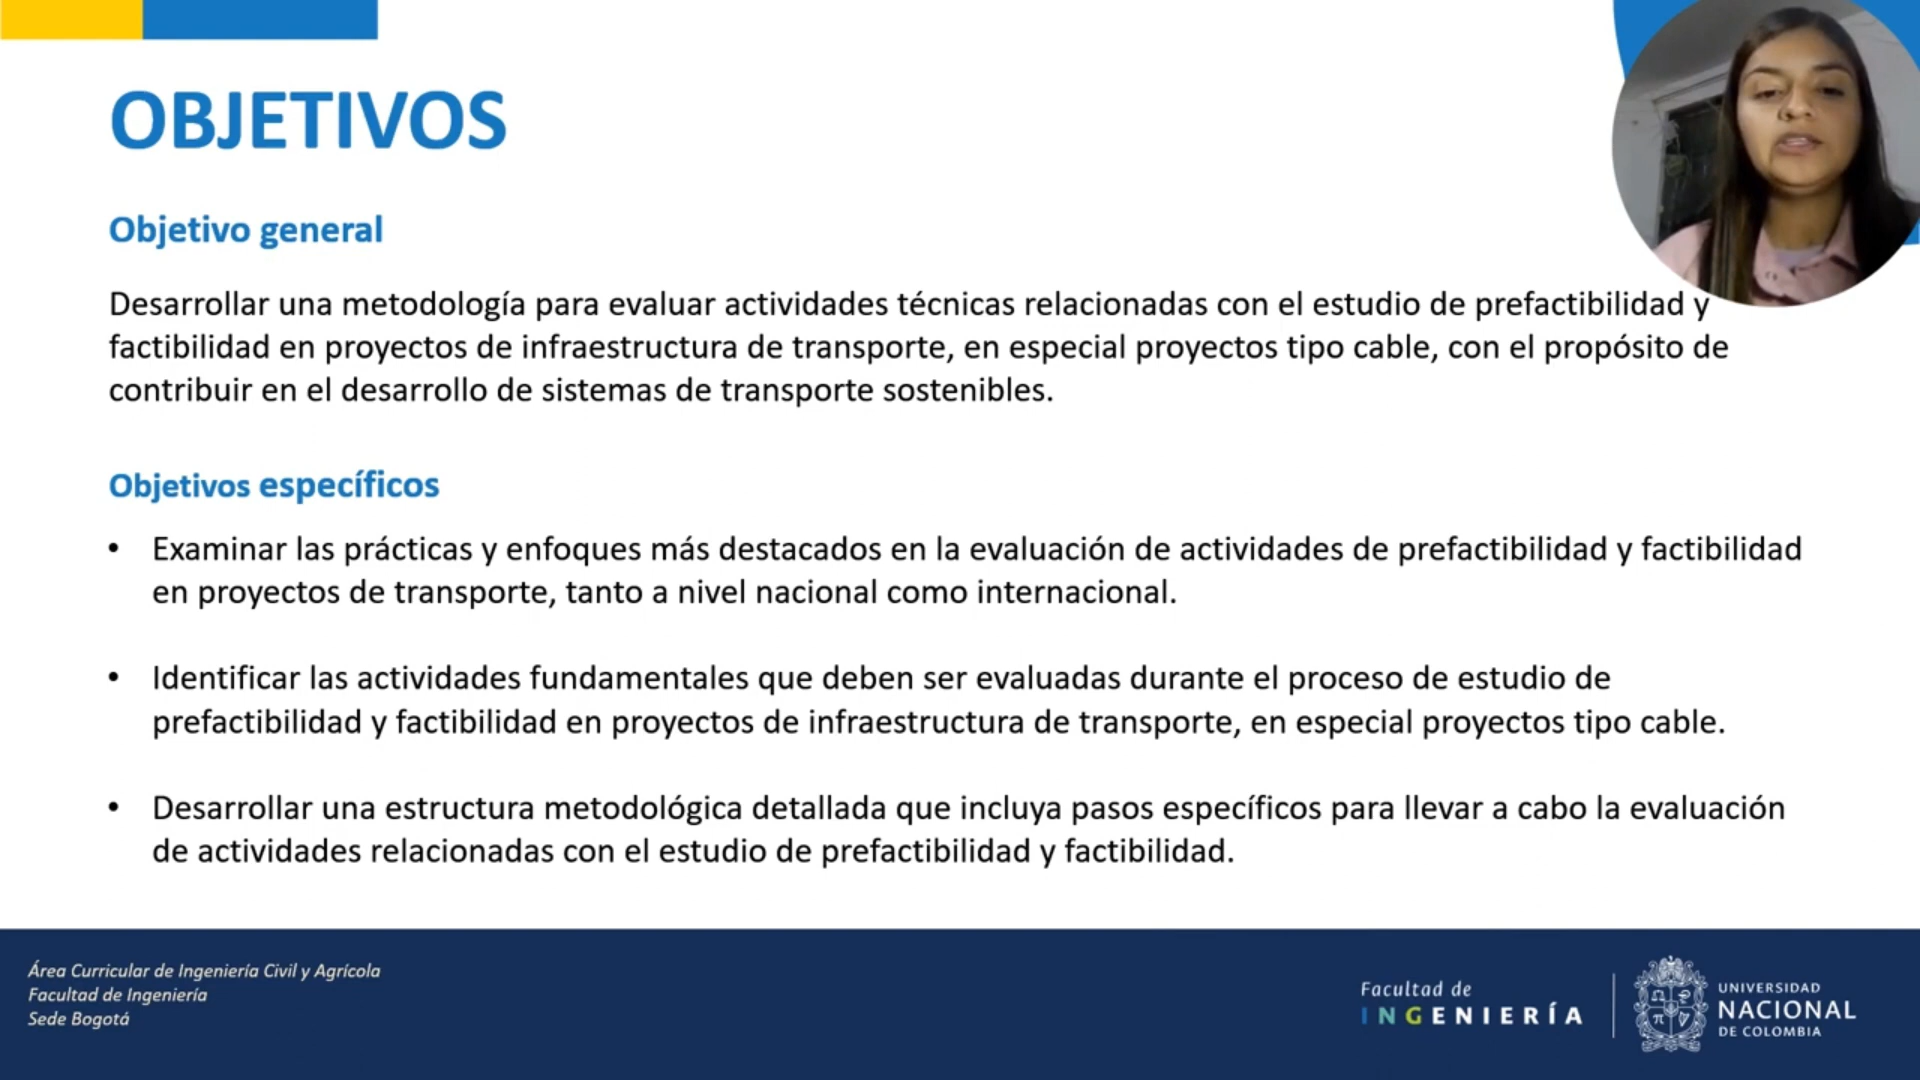 OBJETIVOS
Objetivo general
Desarrollar una metodología para evaluar actividades técnicas relacionadas con el estudio de prefactibilidad y
factibilidad en proyectos de infraestructura de transporte, en especial proyectos tipo cable, con el propósito de
contribuir en el desarrollo de sistemas de transporte sostenibles.
Objetivos específicos
• Examinar las prácticas y enfoques más destacados en la evaluación de actividades de prefactibilidad y factibilidad
en proyectos de transporte, tanto a nivel nacional como internacional.
• Identificar las actividades fundamentales que deben ser evaluadas durante el proceso de estudio de
prefactibilidad y factibilidad en proyectos de infraestructura de transporte, en especial proyectos tipo cable.
• Desarrollar una estructura metodológica detallada que incluya pasos específicos para llevar a cabo la evaluación
de actividades relacionadas con el estudio de prefactibilidad y factibilidad.
Área Curricular de Ingeniería Civil y Agrícola
Facultad de Ingeniería
Sede Bogotá
Facultad de
INGENIERÍA
UNIVERSIDAD
NACIONAL
DE COLOMBIA